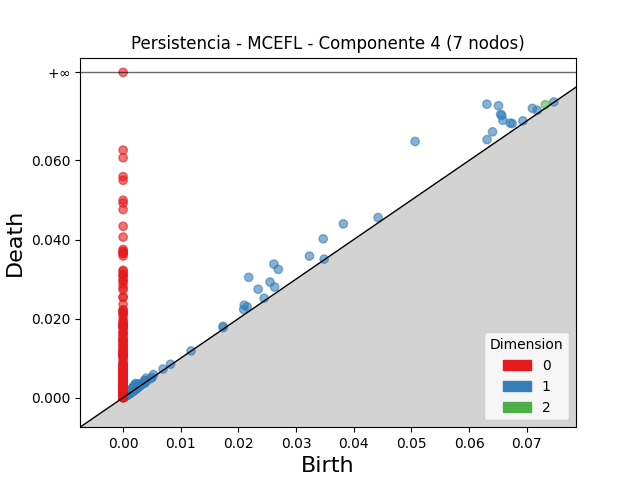 Persistencia - MCEFL - Componente 4 (7 nodos)
+∞
0.060
0.040
0.020
0.000
Death
0.00 0.01 0.02 0.03 0.04 0.05 0.06 0.07
Birth
Dimension
0
1
2